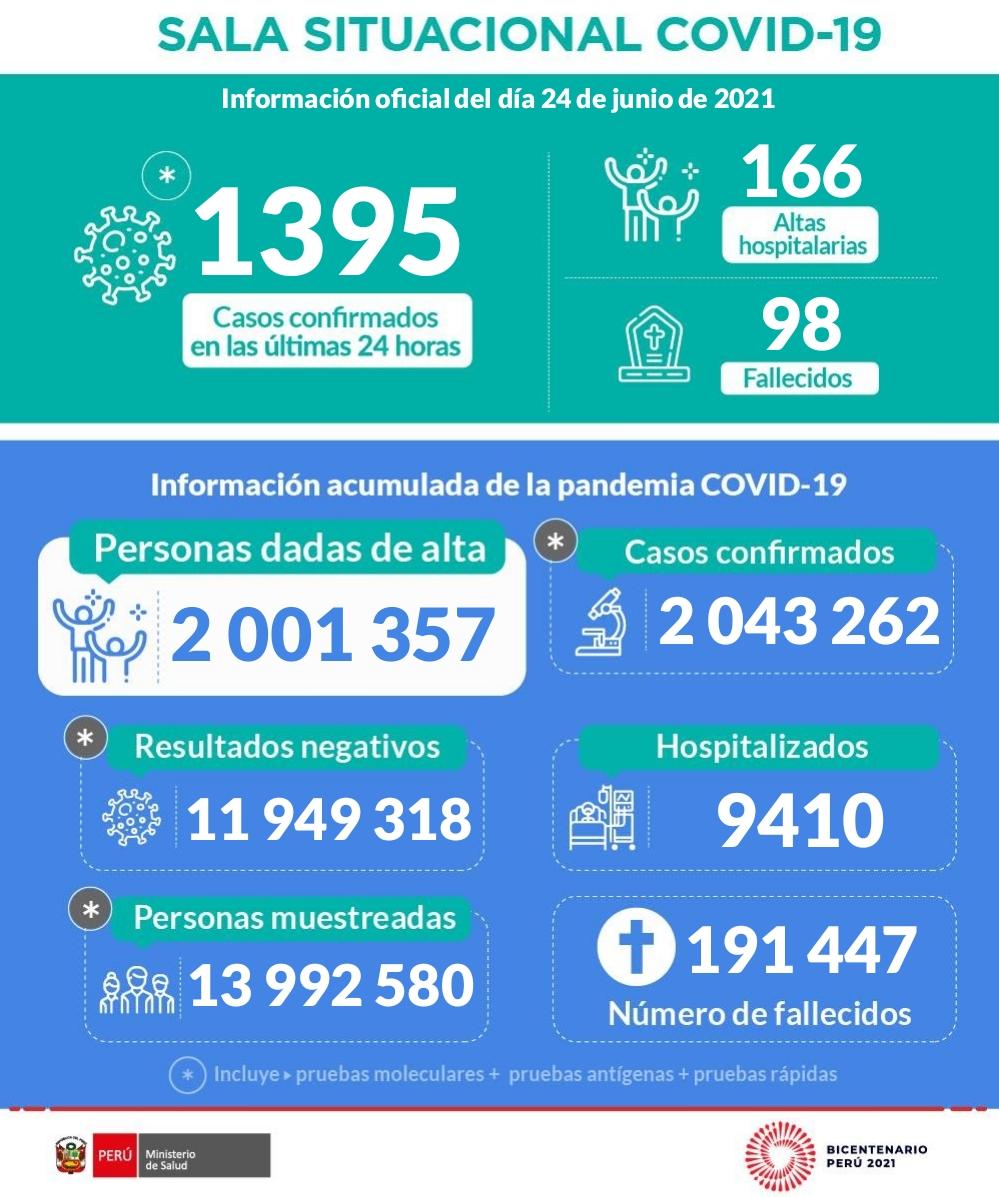 SALA SITUACIONAL COVID-19
Información oficial del día 24 de junio de 2021
*
1395
Casos confirmados
en las últimas 24 horas
166
Altas
hospitalarias
98
Fallecidos
Información acumulada de la pandemia COVID-19
Personas dadas de alta
2 001 357
*
Casos confirmados
2 043 262
*
Resultados negativos
11 949 318
Hospitalizados
9410
*
Personas muestreadas
13 992 580
191 447
Número de fallecidos
* Incluye ▸ pruebas moleculares + pruebas antígenas + pruebas rápidas
PERÚ
Ministerio
de Salud
BICENTENARIO
PERÚ 2021